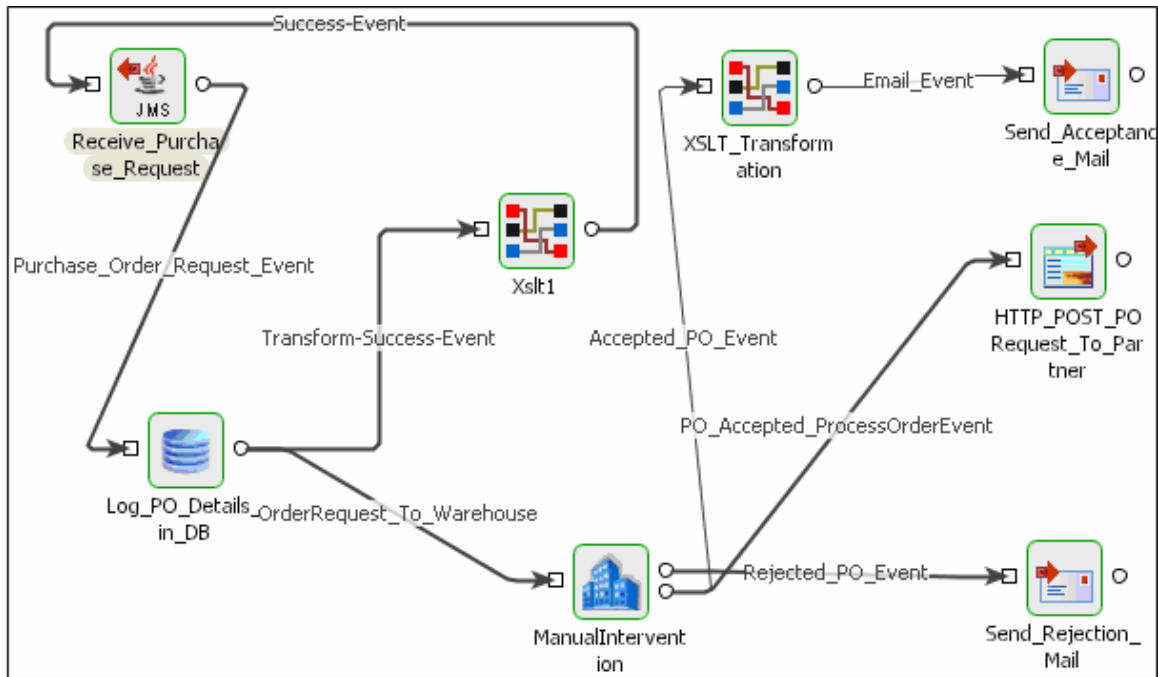 Success-Event
JMS
Receive_Purcha
se_Request
Email_Event
XSLT_Transform
ation
Send_Acceptanc
e_Mail
Purchase_Order_Request_Event
Xslt1
HTTP_POST_PO
Request_To_Par
tner
Transform-Success-Event
Accepted_PO_Event
PO_Accepted_ProcessOrderEvent
Log_PO_Details_
in_DB
OrderRequest_To_Warehouse
Rejected_PO_Event
ManualIntervent
ion
Send_Rejection_
Mail